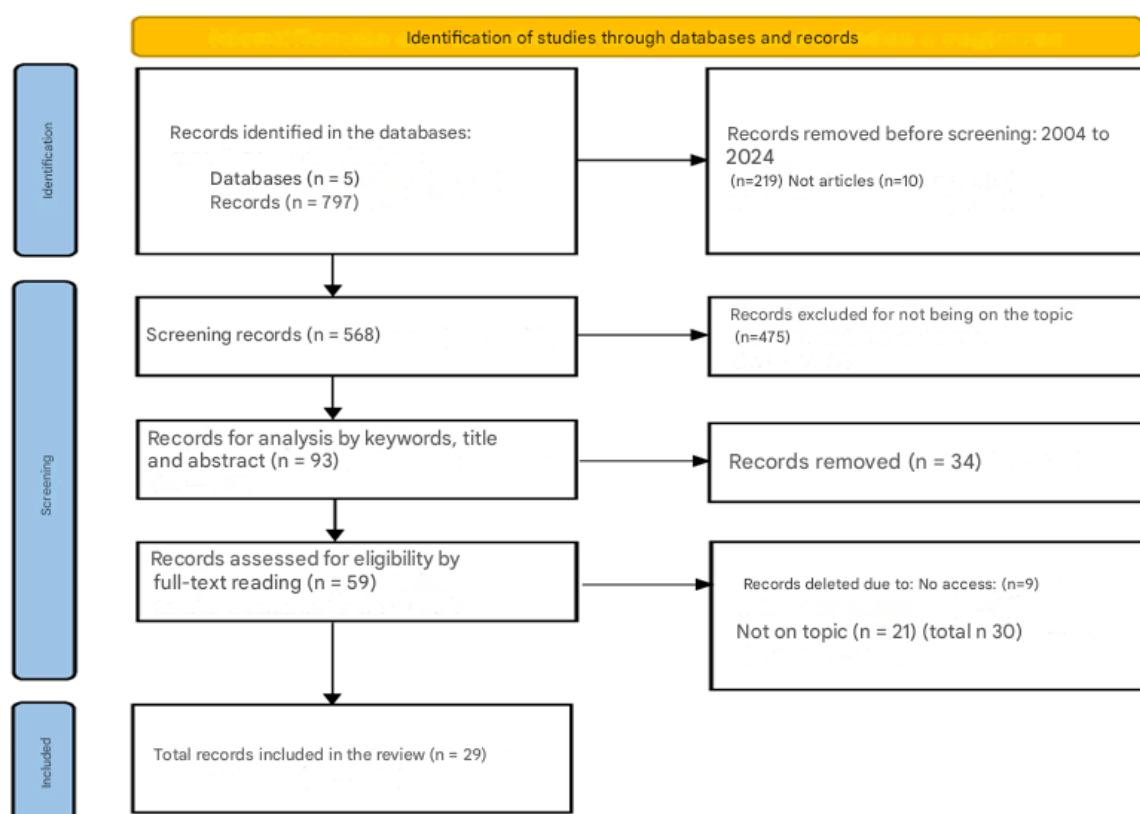 Identification of studies through databases and records
Identification
Records identified in the databases:
Databases (n = 5)
Records (n = 797)
Records removed before screening: 2004 to
2024
(n=219) Not articles (n=10)
Screening
Screening records (n = 568)
Records excluded for not being on the topic
(n=475)
Records for analysis by keywords, title
and abstract (n = 93)
Records removed (n = 34)
Records assessed for eligibility by
full-text reading (n = 59)
Records deleted due to: No access: (n=9)
Not on topic (n = 21) (total n 30)
Included
Total records included in the review (n = 29)